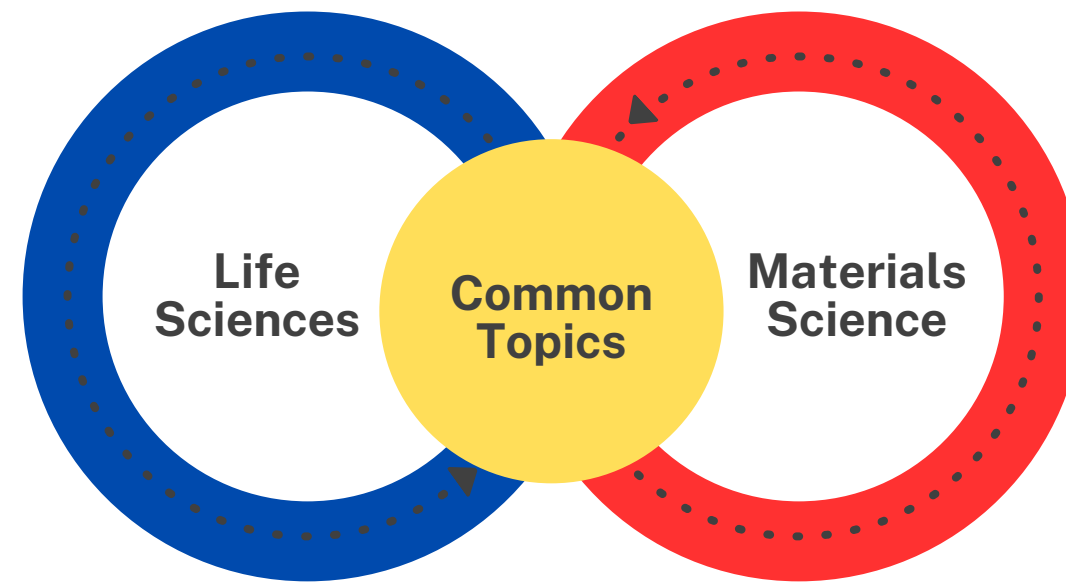 Life
Sciences
Common
Topics
Materials
Science